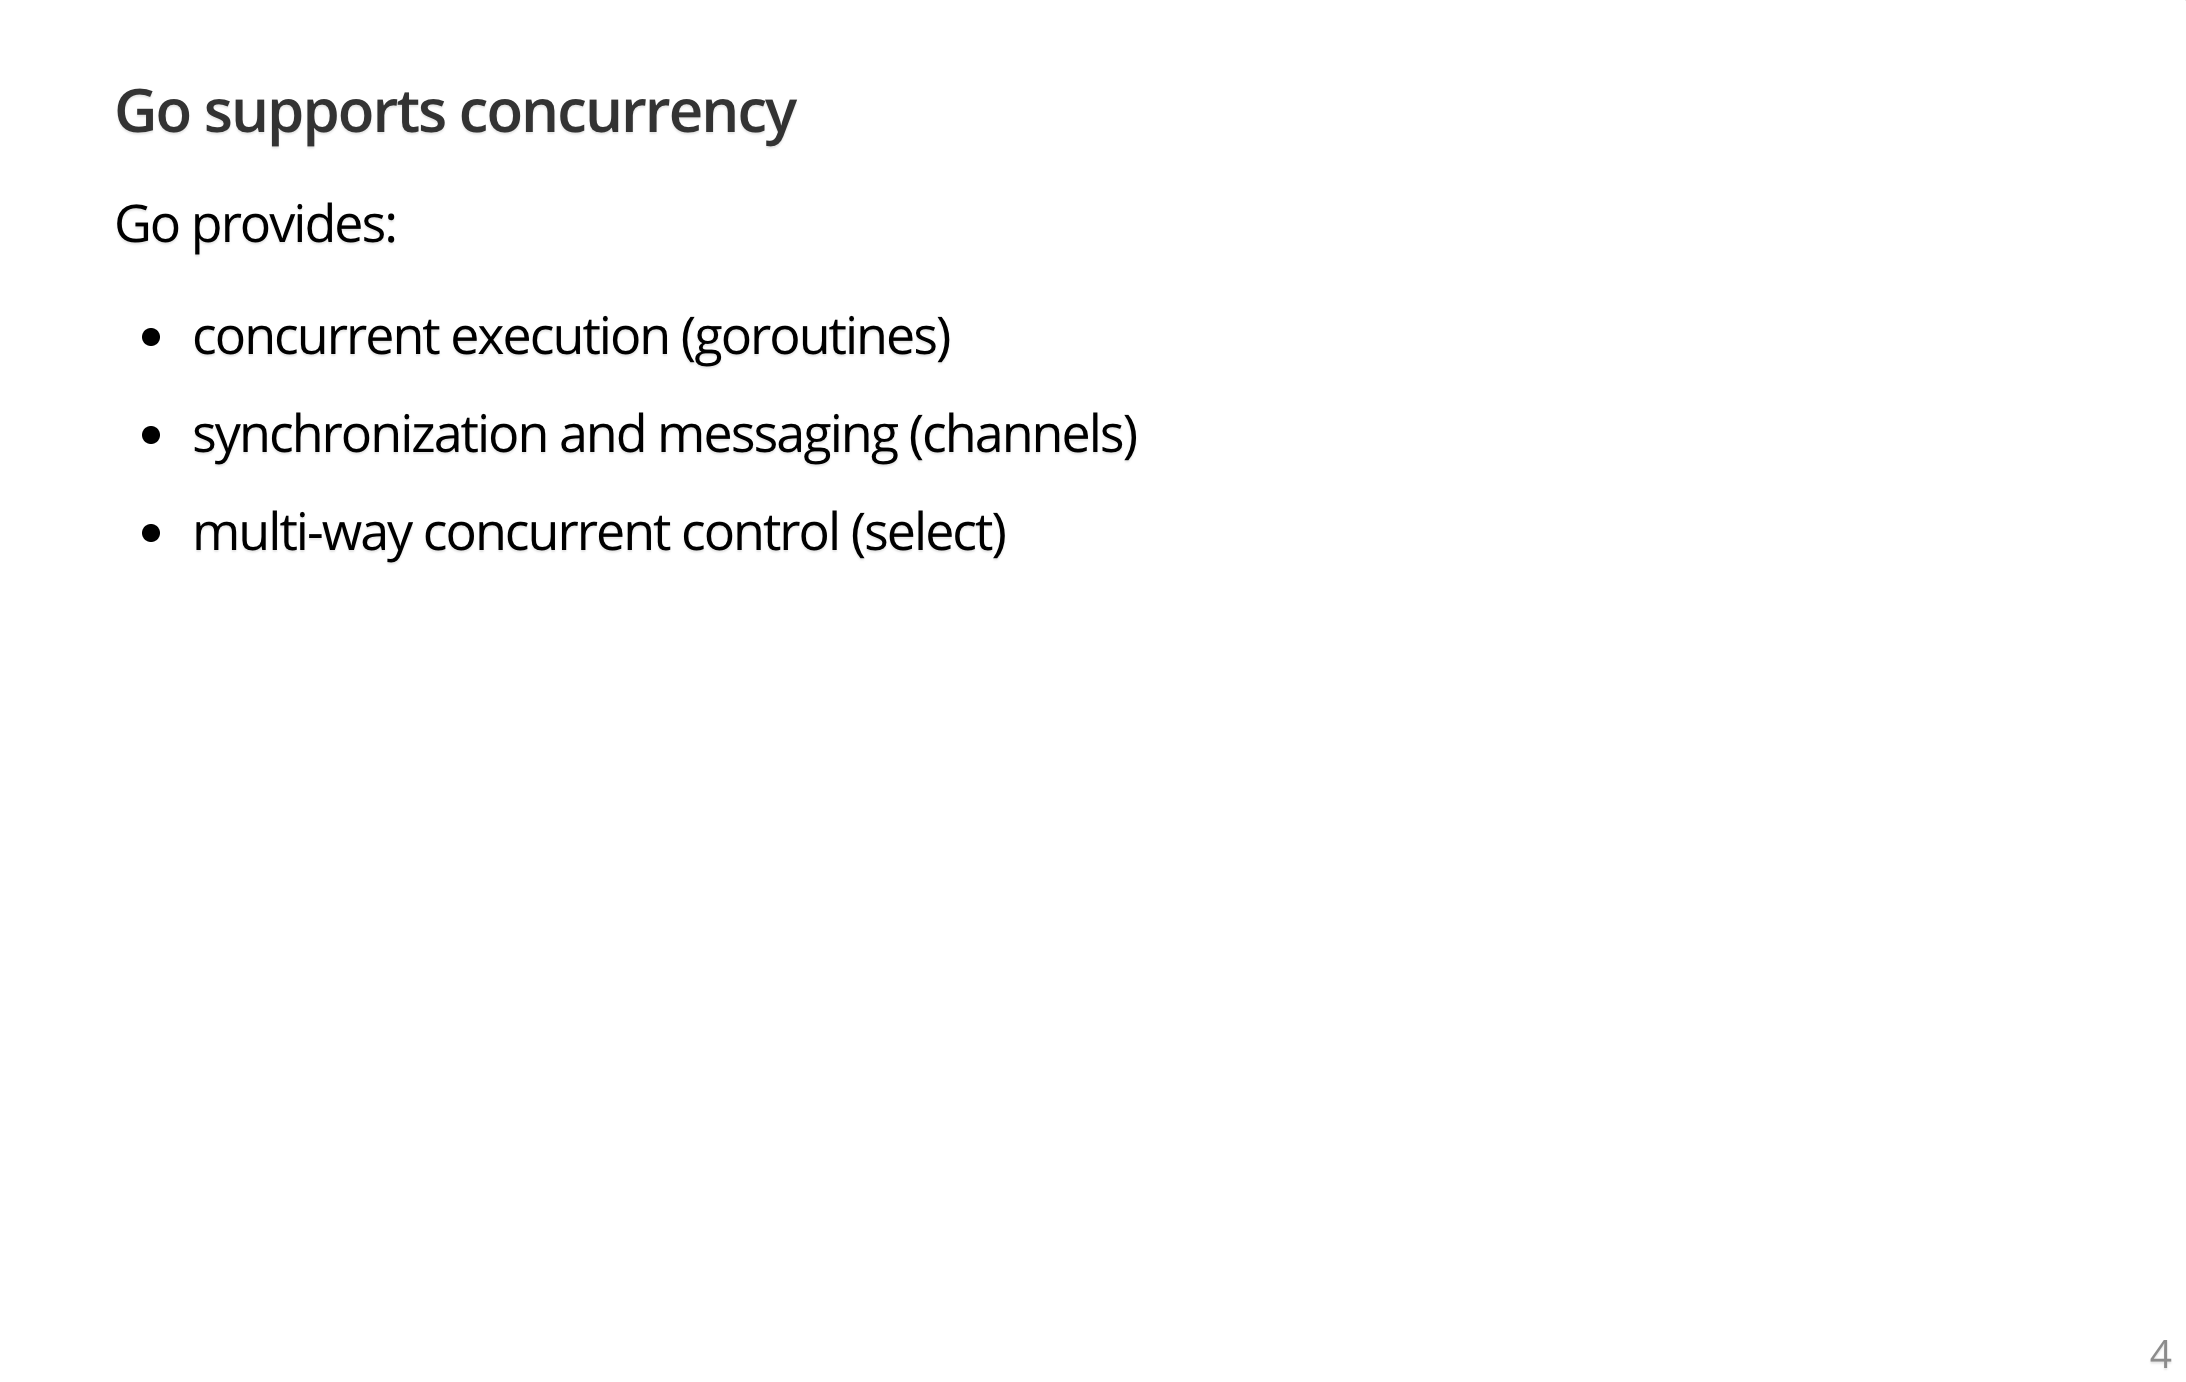 Go supports concurrency
Go provides:
• concurrent execution (goroutines)
• synchronization and messaging (channels)
• multi-way concurrent control (select)
4